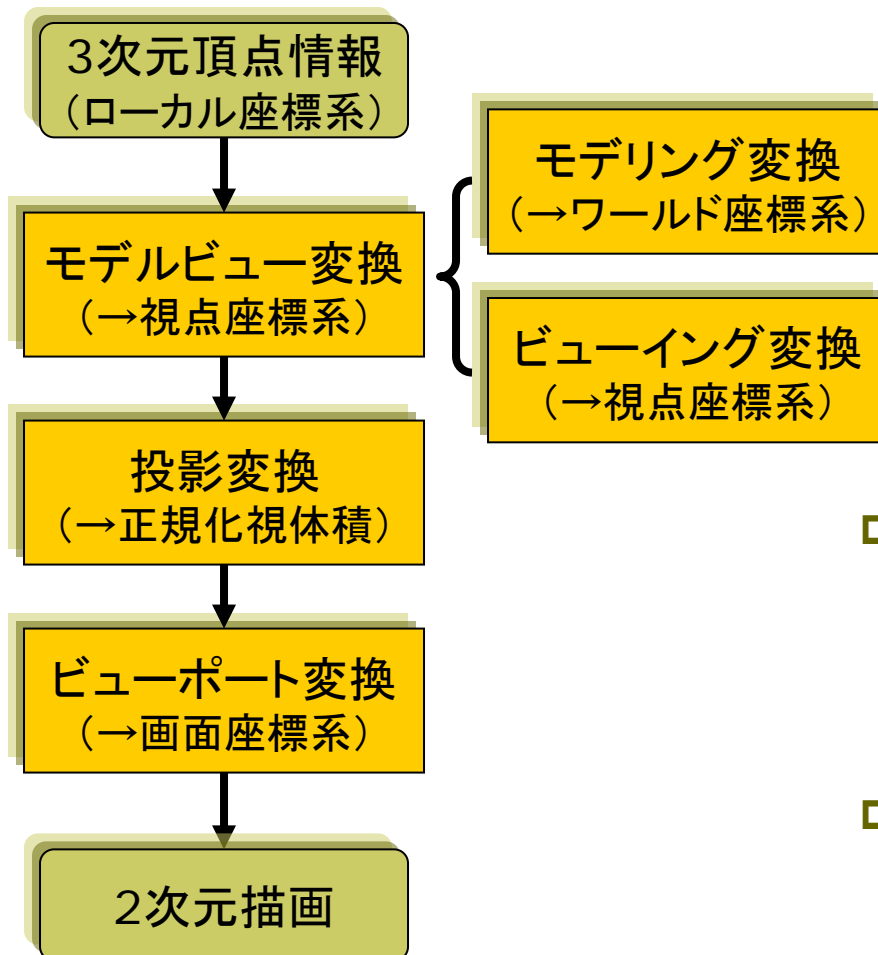 3次元頂点情報
（ローカル座標系）
モデルビュー変換
（→視点座標系）
モデリング変換
（→ワールド座標系）
ビューイング変換
（→視点座標系）
投影変換
（→正規化視体積）
ビューポート変換
（→画面座標系）
2次元描画